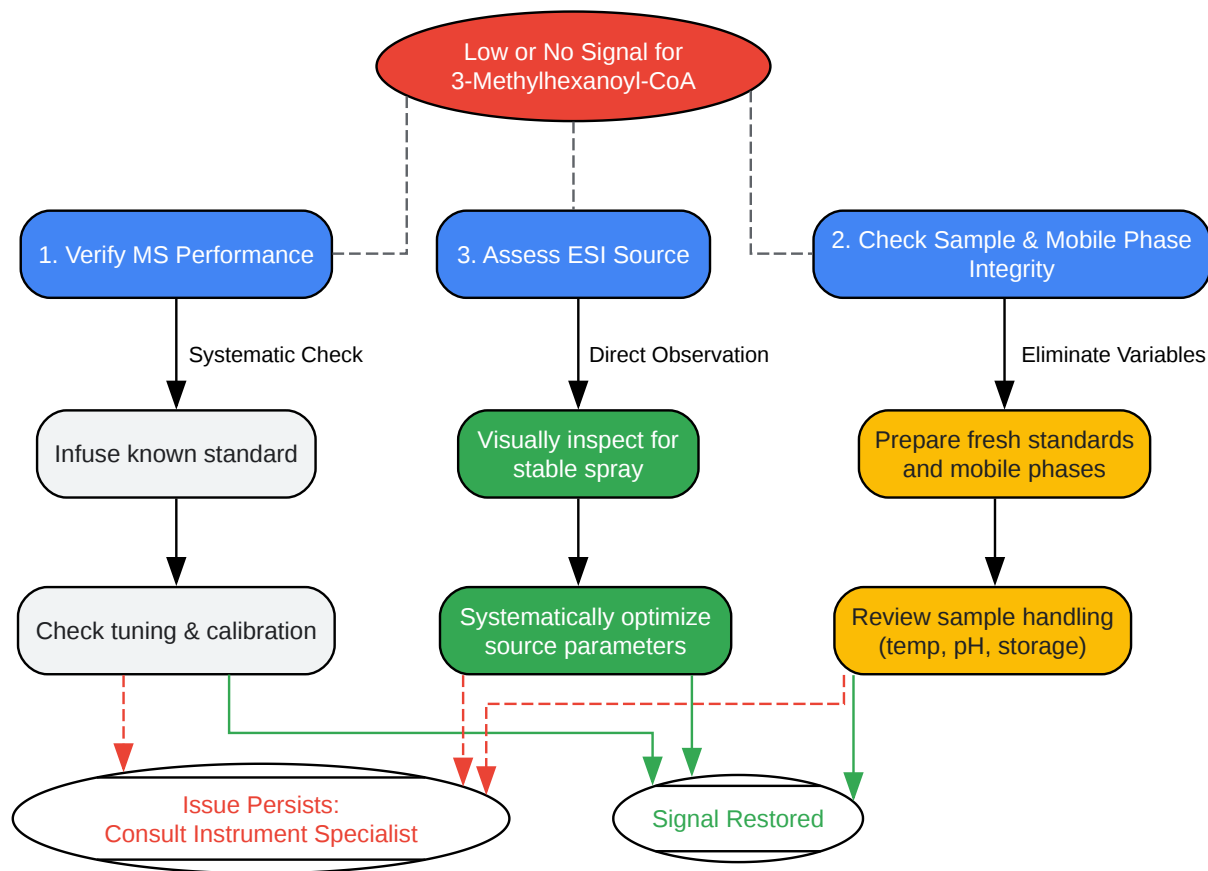 Low or No Signal for
3-Methylhexanoyl-CoA
1. Verify MS Performance
3. Assess ESI Source
2. Check Sample & Mobile Phase
Integrity
Systematic Check
Direct Observation
Eliminate Variables
Infuse known standard
Visually inspect for
stable spray
Prepare fresh standards
and mobile phases
Check tuning & calibration
Systematically optimize
source parameters
Review sample handling
(temp, pH, storage)
Issue Persists:
Consult Instrument Specialist
Signal Restored